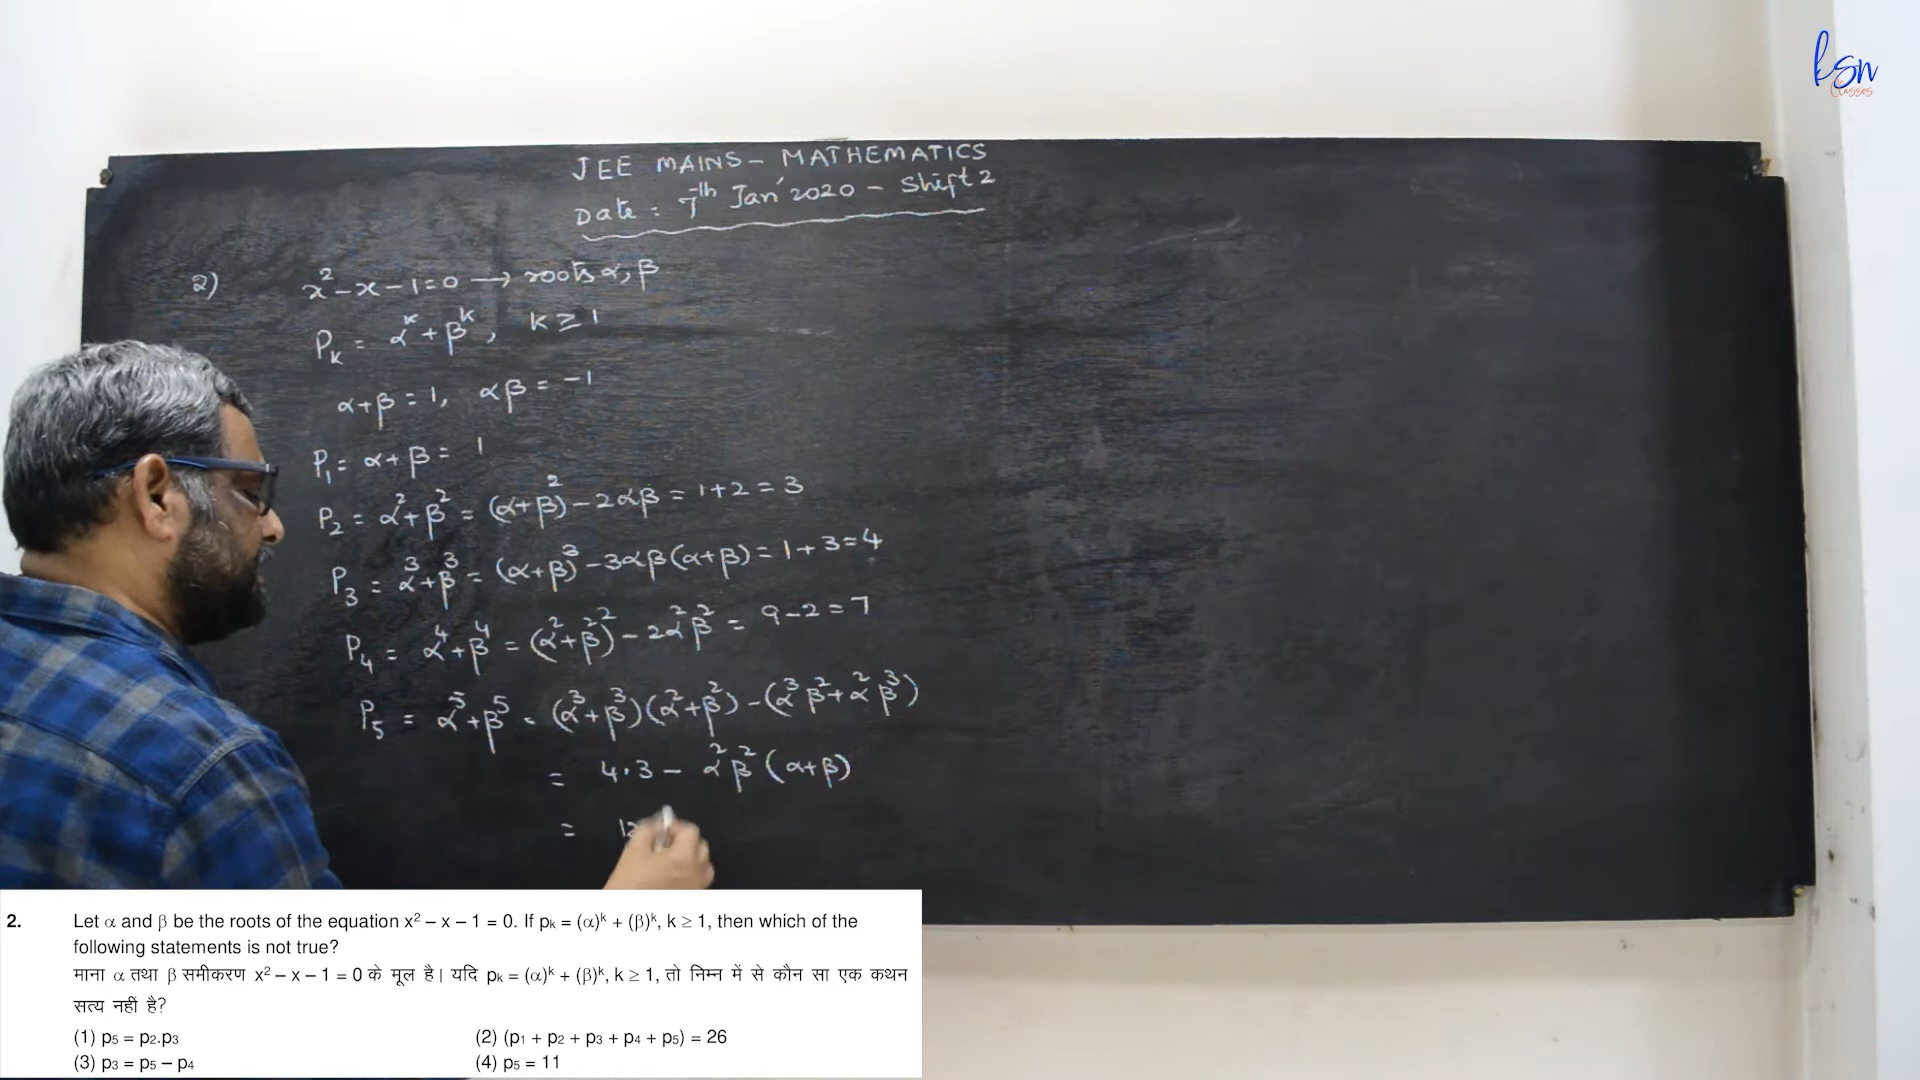 ksn
Classes
JEE MAINS - MATHEMATICS
Date : 7th Jan' 2020 - Shift 2
2) x² - x - 1 = 0 → roots α, β
Pₖ = αᵏ + βᵏ, k ≥ 1
α+β = 1, αβ = -1
P₁ = α+β = 1
P₂ = α²+β² = (α+β)² - 2αβ = 1+2 = 3
P₃ = α³+β³ = (α+β)³ - 3αβ(α+β) = 1+3 = 4
P₄ = α⁴+β⁴ = (α²+β²)² - 2α²β² = 9-2 = 7
P₅ = α⁵+β⁵ = (α³+β³)(α²+β²) - (α³β²+α²β³)
= 4·3 - α²β²(α+β)
= 12
2. Let α and β be the roots of the equation x² – x – 1 = 0. If pₖ = (α)ᵏ + (β)ᵏ, k ≥ 1, then which of the
following statements is not true?
माना α तथा β समीकरण x² – x – 1 = 0 के मूल है। यदि pₖ = (α)ᵏ + (β)ᵏ, k ≥ 1, तो निम्न में से कौन सा एक कथन
सत्य नहीं है?
(1) p₅ = p₂.p₃ (2) (p₁ + p₂ + p₃ + p₄ + p₅) = 26
(3) p₃ = p₅ – p₄ (4) p₅ = 11